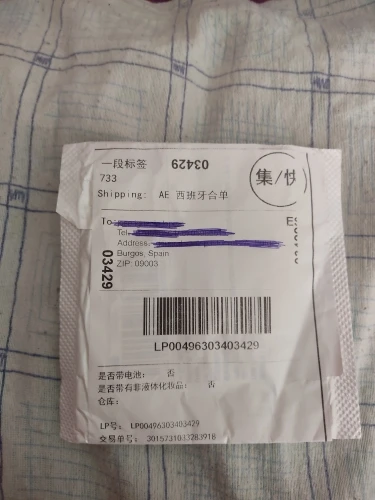 一段标签
03429
733
集/快
Shipping: AE 西班牙合单
To
Tel
Address:
Burgos, Spain
ZIP: 09003
03429
LP00496303403429
是否带电池: 否
是否带有非液体化妆品: 否
仓库:
LP号: LP00496303403429
交易单号: 3015731033283918